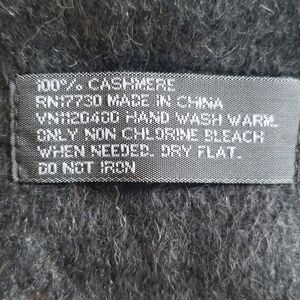 100% CASHMERE
RN17730 MADE IN CHINA
VN1120400 HAND WASH WARM.
ONLY NON CHLORINE BLEACH
WHEN NEEDED. DRY FLAT.
DO NOT IRON